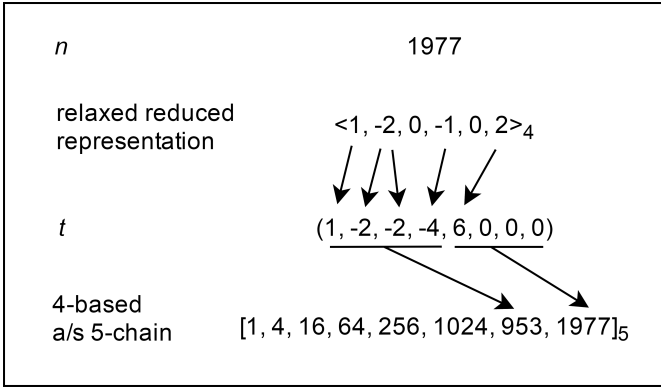 n 1977
relaxed reduced
representation
<1, -2, 0, -1, 0, 2>4
t (1, -2, -2, -4, 6, 0, 0, 0)
4-based
a/s 5-chain [1, 4, 16, 64, 256, 1024, 953, 1977]5